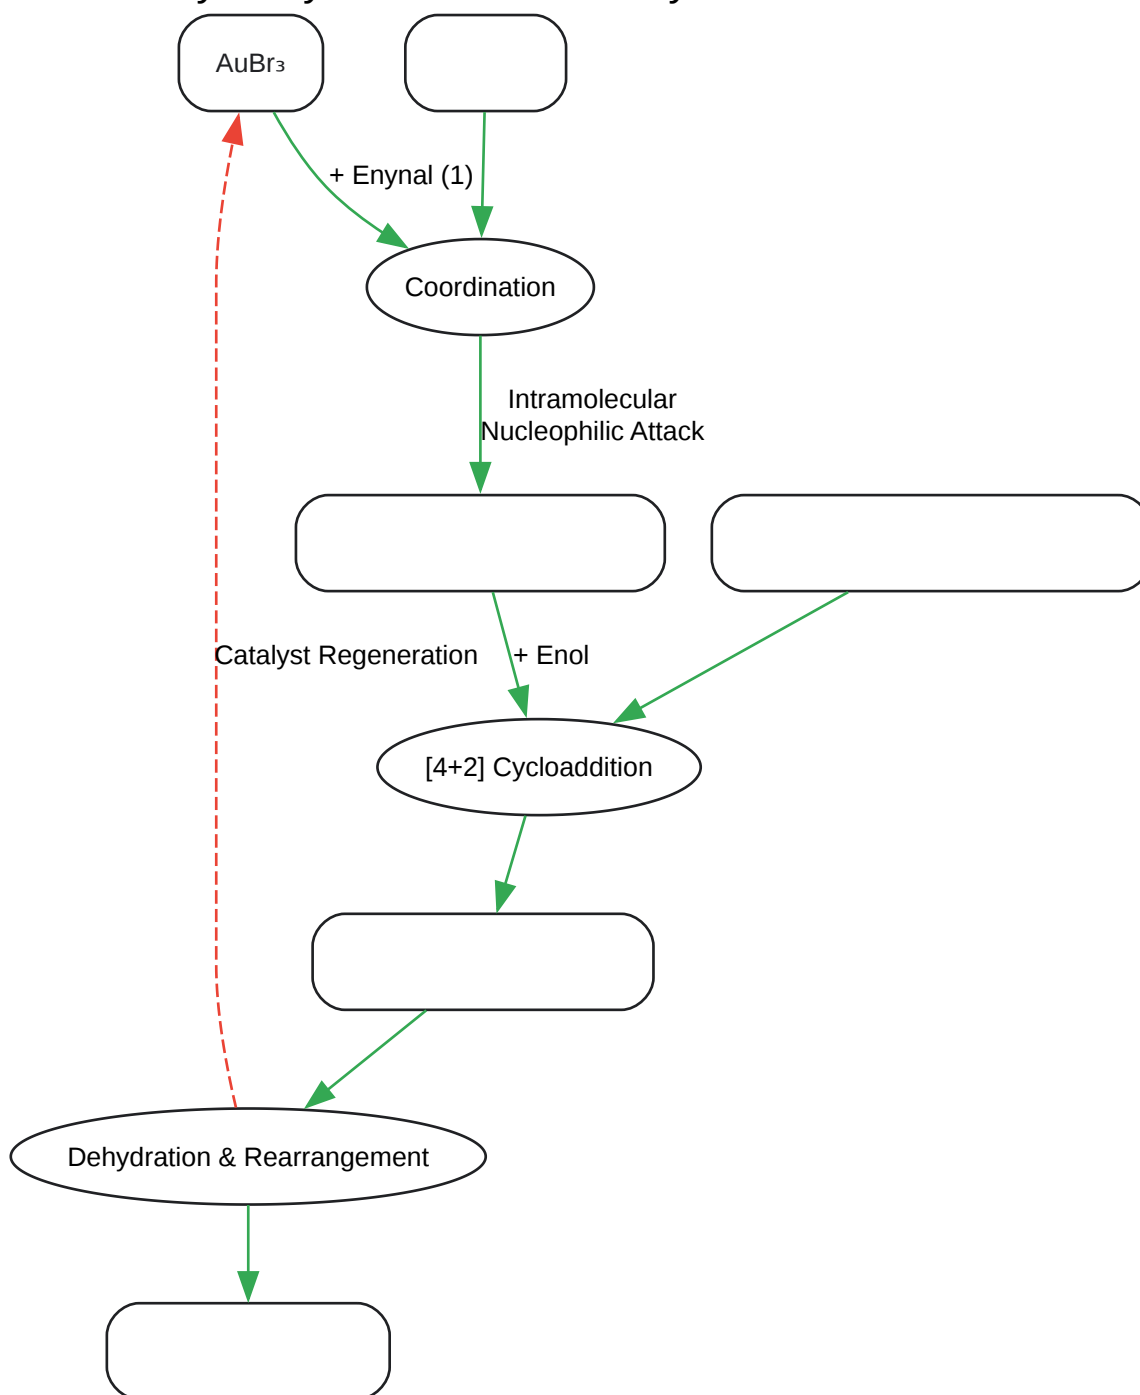 AuBr₃
+ Enynal (1)
Coordination
Intramolecular
Nucleophilic Attack
Catalyst Regeneration
+ Enol
[4+2] Cycloaddition
Dehydration & Rearrangement